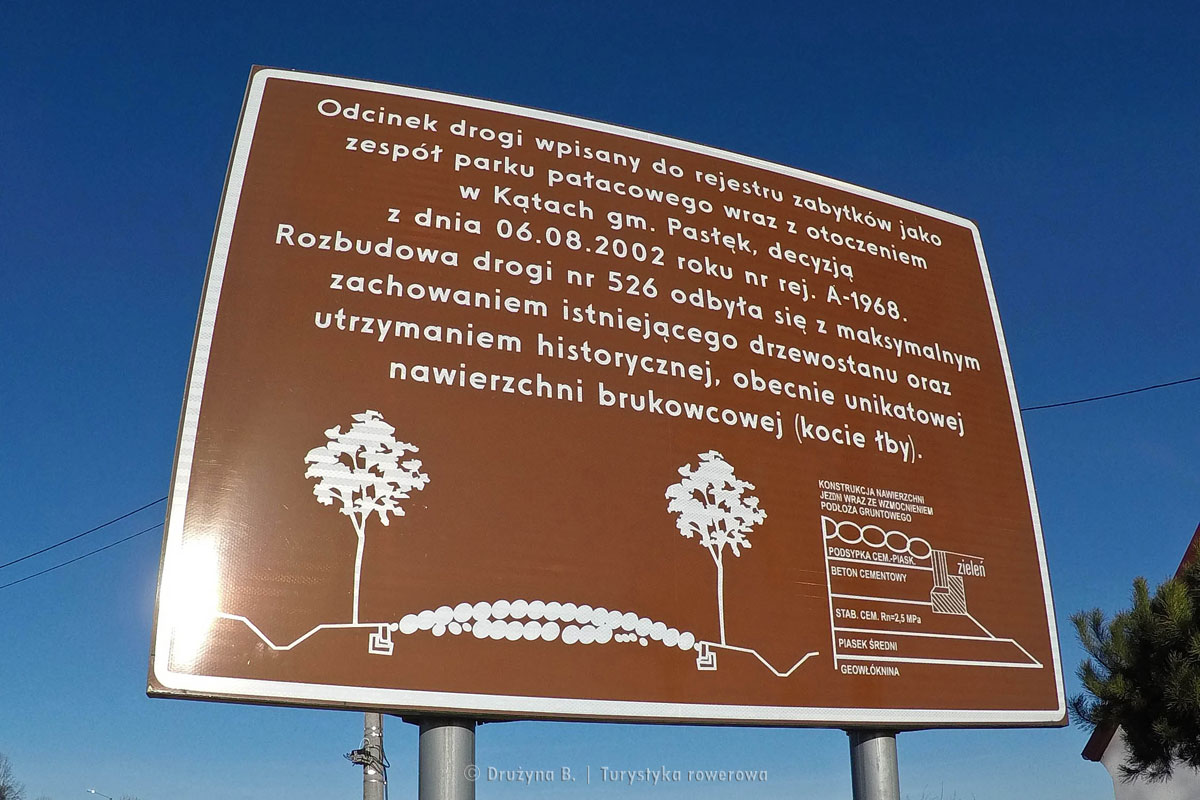 Odcinek drogi wpisany do rejestru zabytków jako
zespół parku pałacowego wraz z otoczeniem
w Kątach gm. Pasłęk, decyzją
z dnia 06.08.2002 roku nr rej. A-1968.
Rozbudowa drogi nr 526 odbyła się z maksymalnym
zachowaniem istniejącego drzewostanu oraz
utrzymaniem historycznej, obecnie unikatowej
nawierzchni brukowcowej (kocie łby).
KONSTRUKCJA NAWIERZCHNI
JEZDNI WRAZ ZE WZMOCNIENIEM
PODŁOŻA GRUNTOWEGO
PODSYPKA CEM.-PIASK.
zieleń
BETON CEMENTOWY
STAB. CEM. Rn=2,5 MPa
PIASEK ŚREDNI
GEOWŁÓKNINA
© Drużyna B. | Turystyka rowerowa